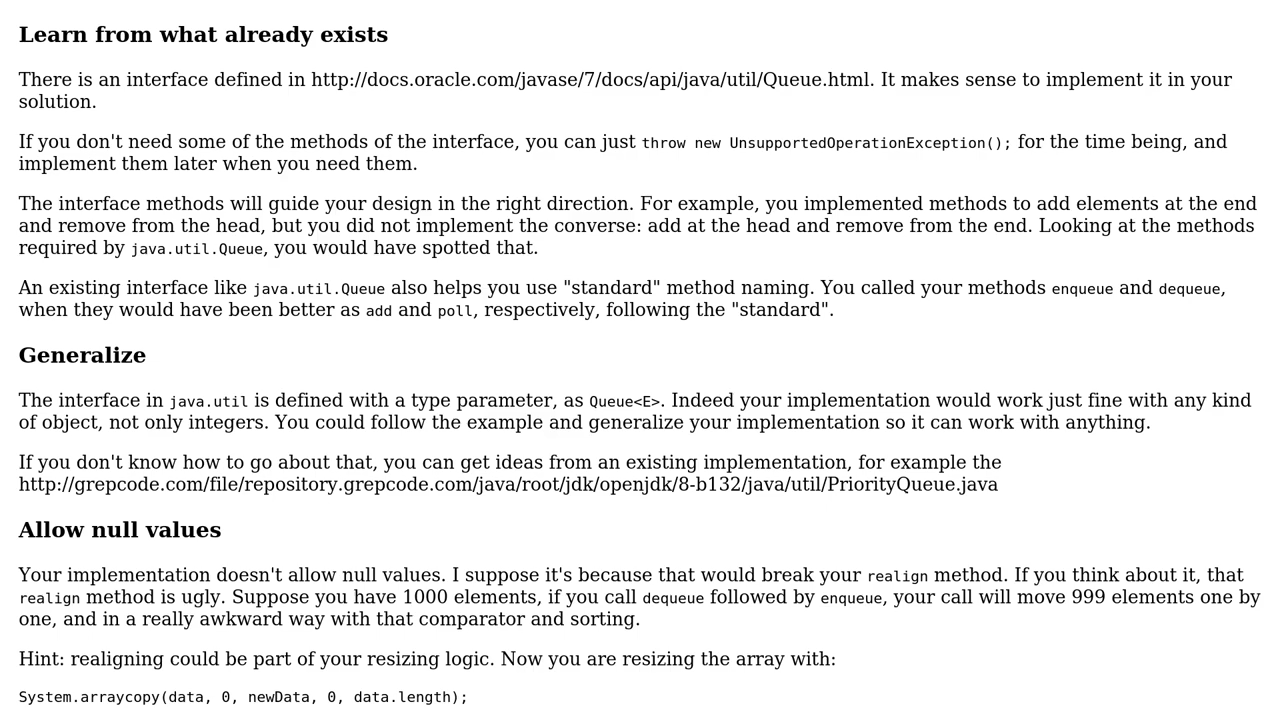 Learn from what already exists
There is an interface defined in http://docs.oracle.com/javase/7/docs/api/java/util/Queue.html. It makes sense to implement it in your
solution.
If you don't need some of the methods of the interface, you can just throw new UnsupportedOperationException(); for the time being, and
implement them later when you need them.
The interface methods will guide your design in the right direction. For example, you implemented methods to add elements at the end
and remove from the head, but you did not implement the converse: add at the head and remove from the end. Looking at the methods
required by java.util.Queue, you would have spotted that.
An existing interface like java.util.Queue also helps you use "standard" method naming. You called your methods enqueue and dequeue,
when they would have been better as add and poll, respectively, following the "standard".
Generalize
The interface in java.util is defined with a type parameter, as Queue<E>. Indeed your implementation would work just fine with any kind
of object, not only integers. You could follow the example and generalize your implementation so it can work with anything.
If you don't know how to go about that, you can get ideas from an existing implementation, for example the
http://grepcode.com/file/repository.grepcode.com/java/root/jdk/openjdk/8-b132/java/util/PriorityQueue.java
Allow null values
Your implementation doesn't allow null values. I suppose it's because that would break your realign method. If you think about it, that
realign method is ugly. Suppose you have 1000 elements, if you call dequeue followed by enqueue, your call will move 999 elements one by
one, and in a really awkward way with that comparator and sorting.
Hint: realigning could be part of your resizing logic. Now you are resizing the array with:
System.arraycopy(data, 0, newData, 0, data.length);